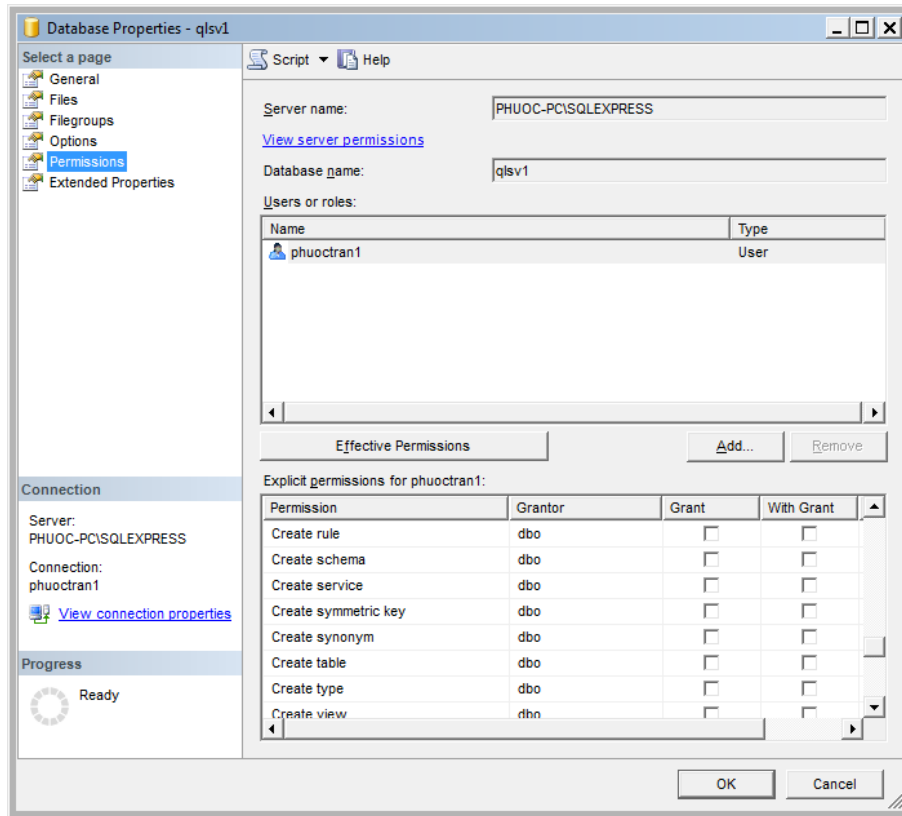 Database Properties - qlsv1
Select a page
General
Files
Filegroups
Options
Permissions
Extended Properties
Script Help
Server name: PHUOC-PC\SQLEXPRESS
View server permissions
Database name: qlsv1
Users or roles:
Name Type
phuoctran1 User
Effective Permissions Add... Remove
Explicit permissions for phuoctran1:
Permission Grantor Grant With Grant
Create rule dbo
Create schema dbo
Create service dbo
Create symmetric key dbo
Create synonym dbo
Create table dbo
Create type dbo
Create view dbo
Connection
Server:
PHUOC-PC\SQLEXPRESS
Connection:
phuoctran1
View connection properties
Progress
Ready
OK Cancel